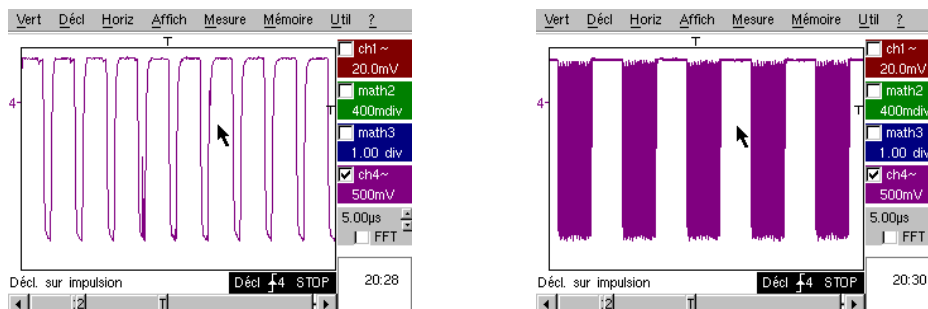 Vert Décl Horiz Affich Mesure Mémoire Util ?
T
ch1 ~
20.0mV
math2
400mdiv
math3
1.00 div
ch4~
500mV
5.00µs
FFT
4
T
Décl. sur impulsion
Décl 4 STOP
20:28
2
T
Vert Décl Horiz Affich Mesure Mémoire Util ?
T
ch1 ~
20.0mV
math2
400mdiv
math3
1.00 div
ch4~
500mV
5.00µs
FFT
4
T
Décl. sur impulsion
Décl 4 STOP
20:30
2
T